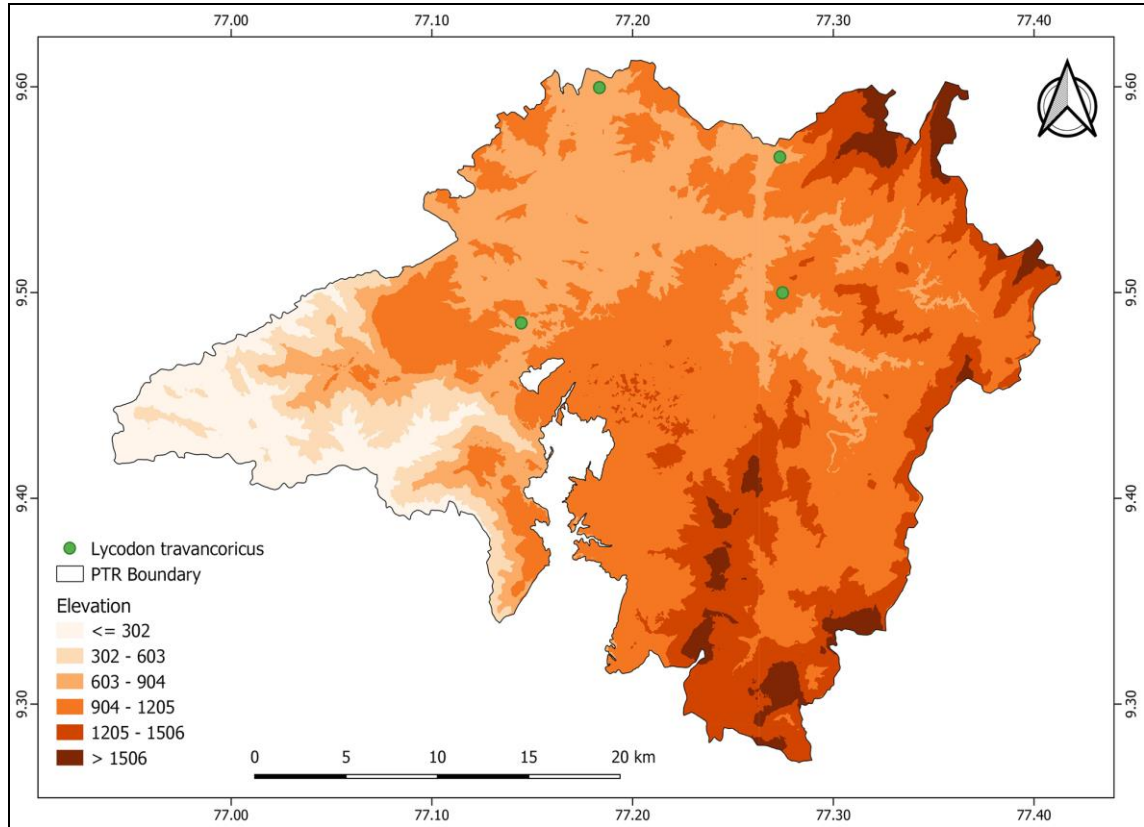 77.00 77.10 77.20 77.30 77.40
9.60 9.60
9.50 9.50
9.40 9.40
9.30 9.30
Lycodon travancoricus
PTR Boundary
Elevation
<= 302
302 - 603
603 - 904
904 - 1205
1205 - 1506
> 1506
0 5 10 15 20 km
77.00 77.10 77.20 77.30 77.40